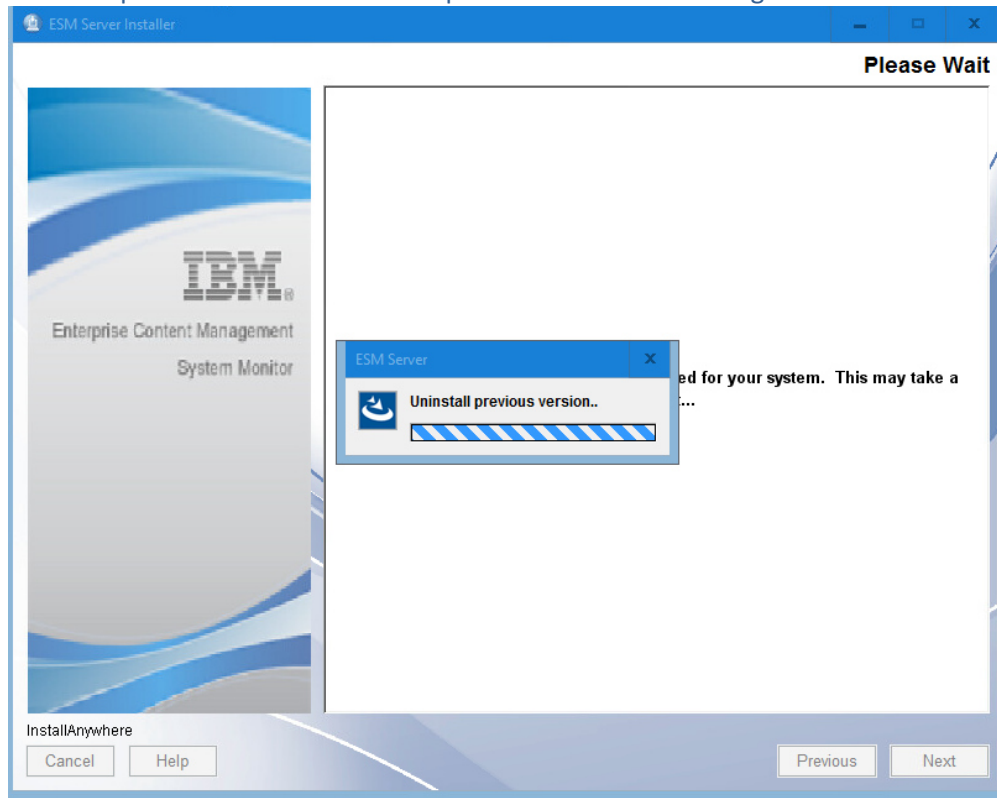 ESM Server Installer
Please Wait
IBM®
Enterprise Content Management
System Monitor
ESM Server
Uninstall previous version..
ed for your system. This may take a
...
InstallAnywhere
Cancel
Help
Previous
Next